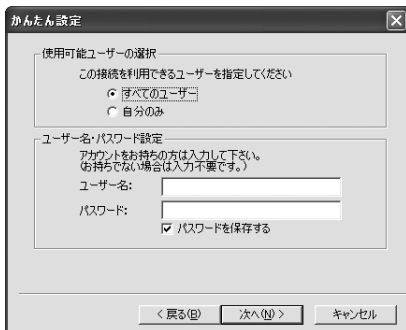 かんたん設定
使用可能ユーザーの選択
この接続を利用できるユーザーを指定してください
すべてのユーザー
自分のみ
ユーザー名・パスワード設定
アカウントをお持ちの方は入力して下さい。
(お持ちでない場合は入力不要です。)
ユーザー名:
パスワード:
パスワードを保存する
< 戻る(B)
次へ(N) >
キャンセル